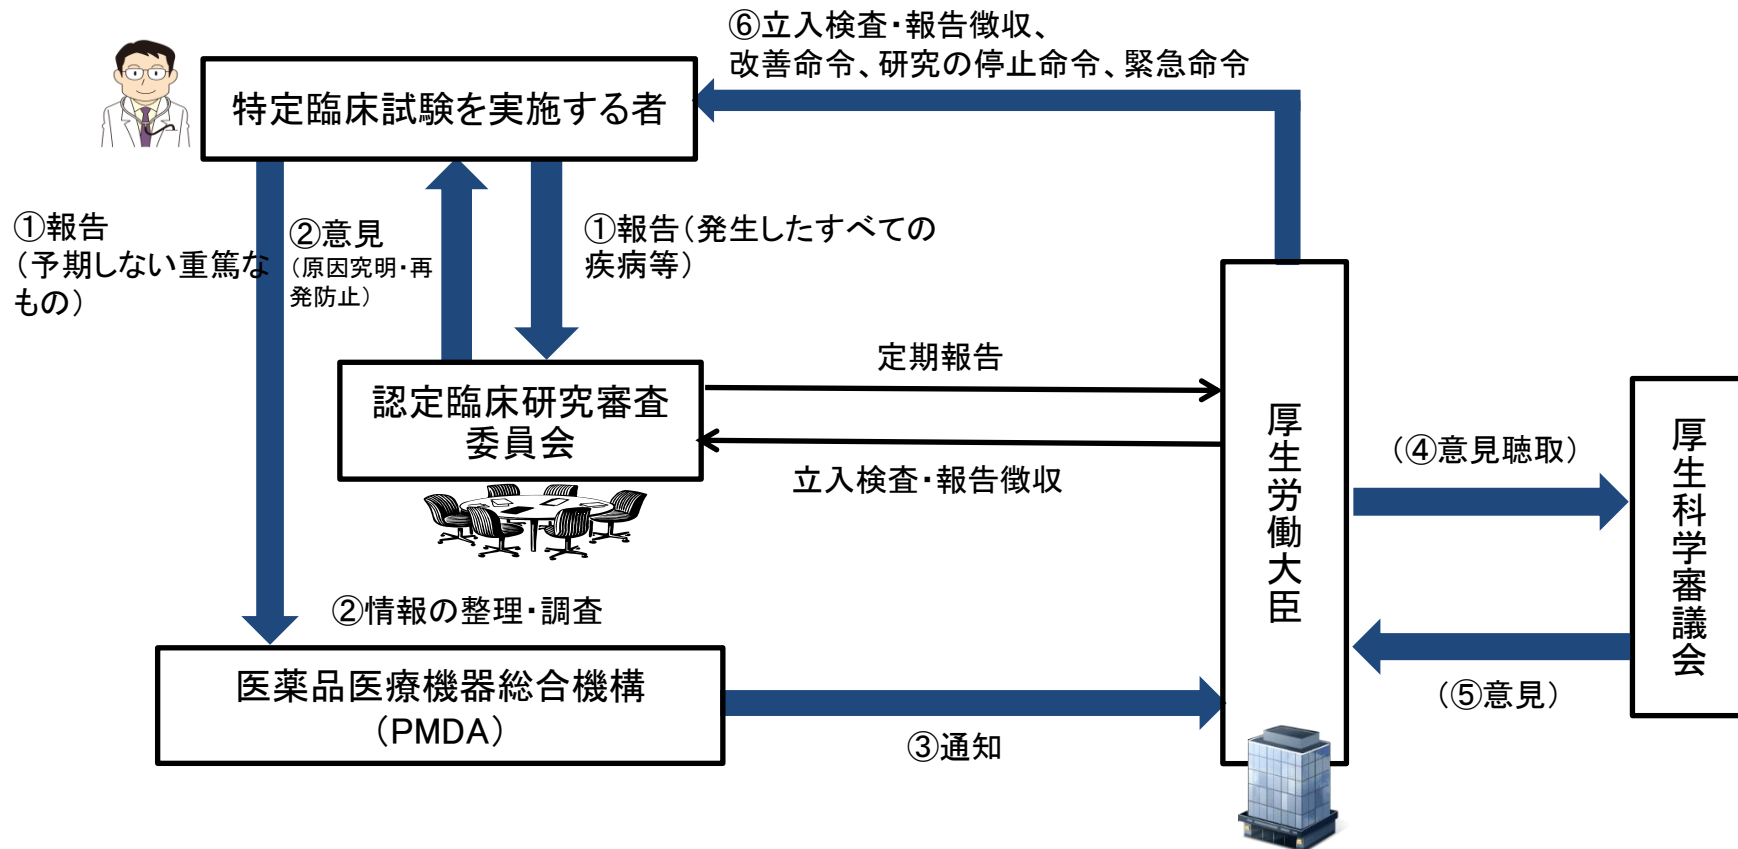 ⑥立入検査・報告徴収、
改善命令、研究の停止命令、緊急命令
特定臨床試験を実施する者
①報告
（予期しない重篤な
もの）
②意見
（原因究明・再
発防止）
①報告（発生したすべての
疾病等）
定期報告
認定臨床研究審査
委員会
立入検査・報告徴収
厚生労働大臣
（④意見聴取）
厚生科学審議会
（⑤意見）
②情報の整理・調査
医薬品医療機器総合機構
（PMDA）
③通知